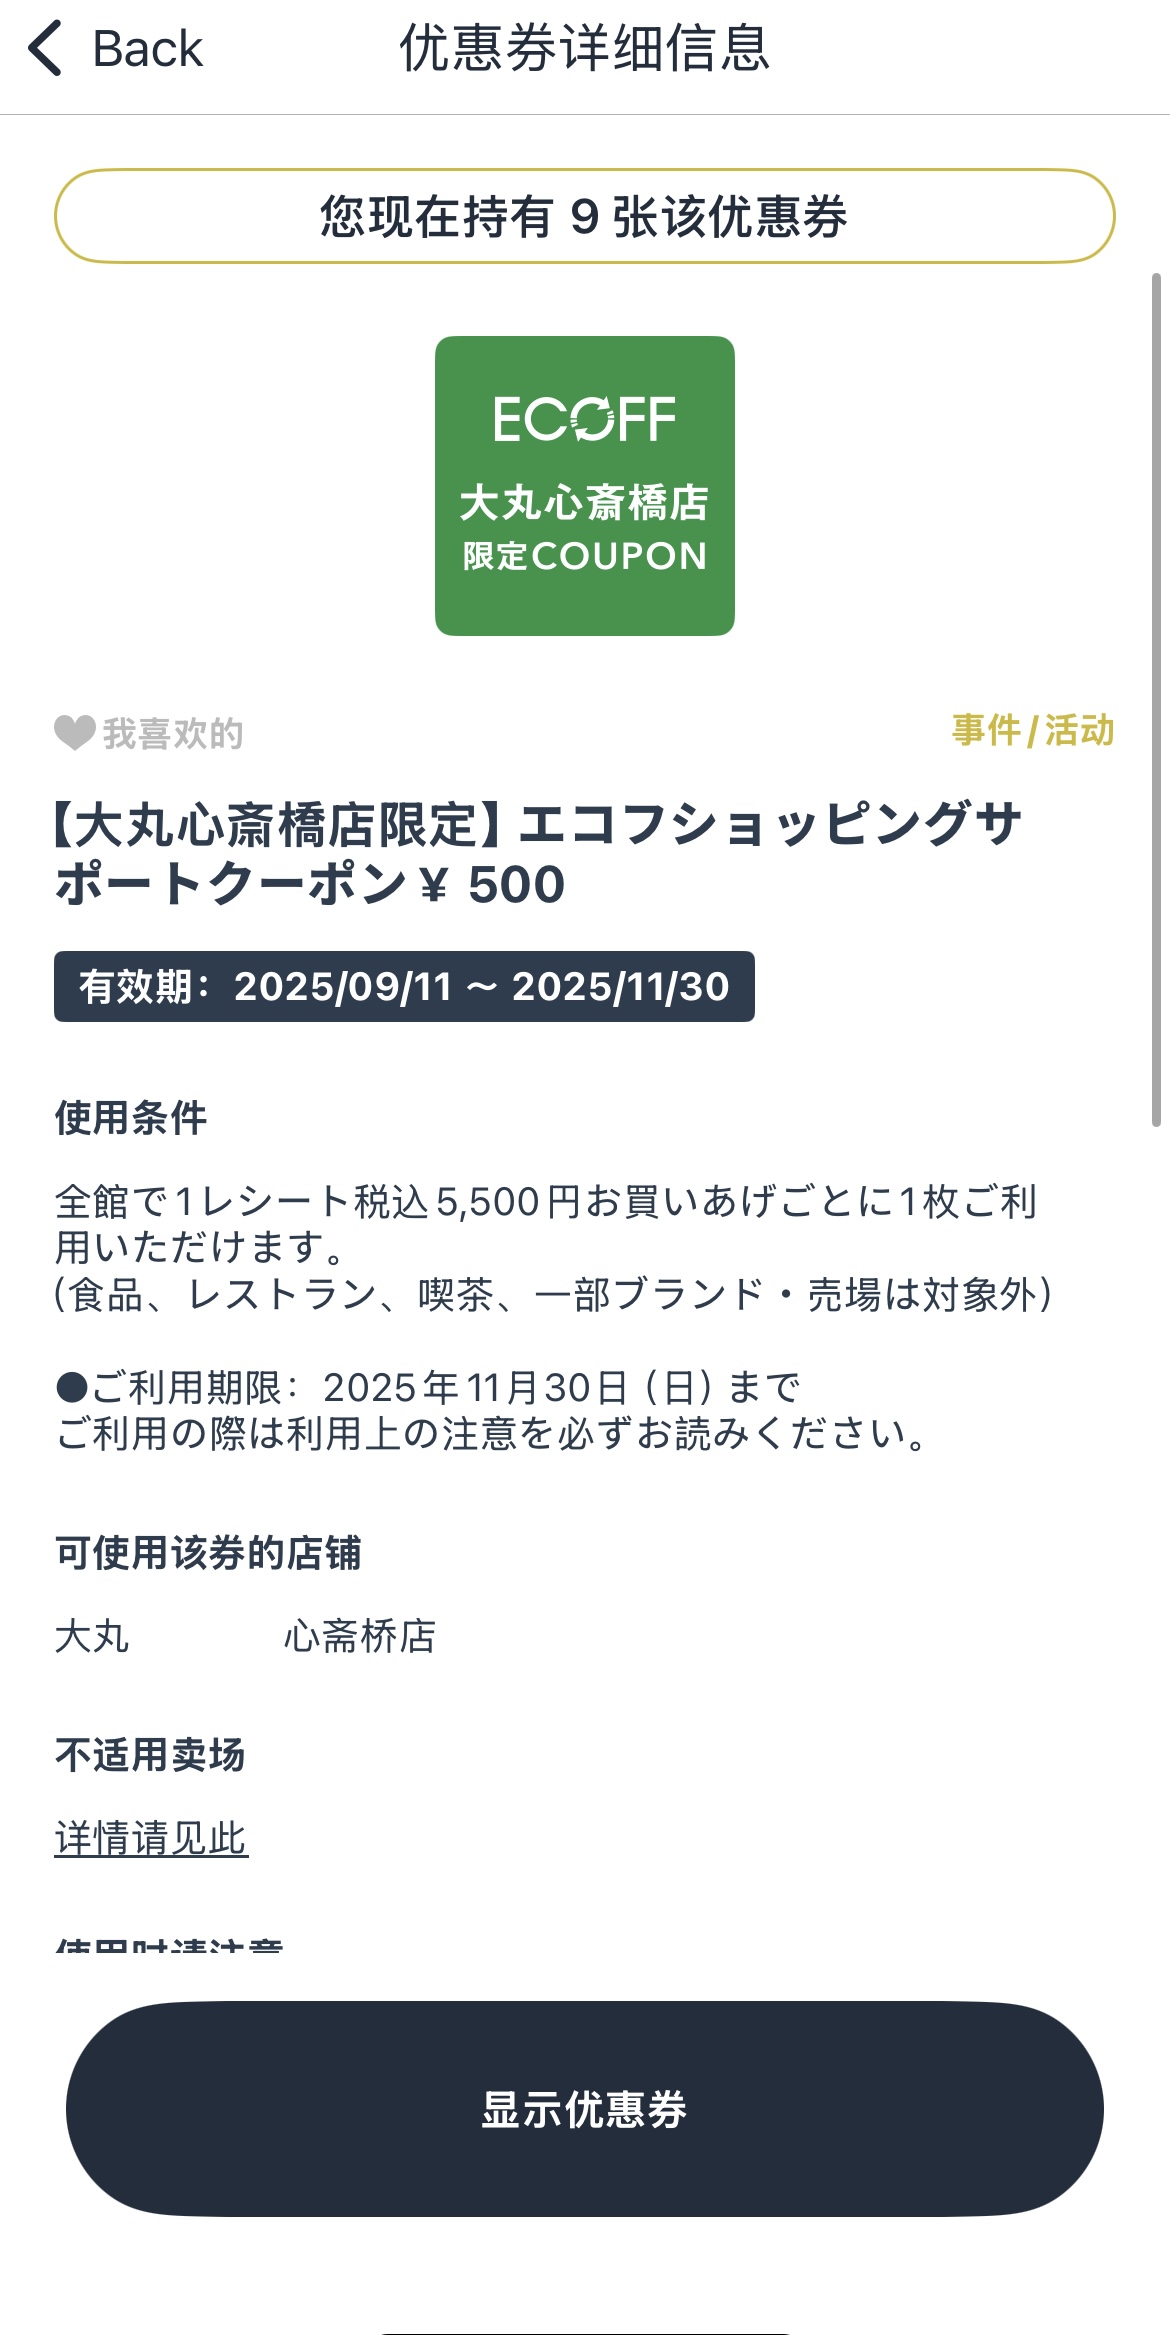 Back
优惠券详细信息
您现在持有 9 张该优惠券
ECOFF
大丸心斎橋店
限定COUPON
我喜欢的
事件/活动
【大丸心斎橋店限定】エコフショッピングサ
ポートクーポン¥ 500
有效期：2025/09/11 ～ 2025/11/30
使用条件
全館で1レシート税込5,500円お買いあげごとに1枚ご利
用いただけます。
(食品、レストラン、喫茶、一部ブランド・売場は対象外)
●ご利用期限：2025年11月30日（日）まで
ご利用の際は利用上の注意を必ずお読みください。
可使用该券的店铺
大丸 心斋桥店
不适用卖场
详情请见此
使用时请注意
显示优惠券